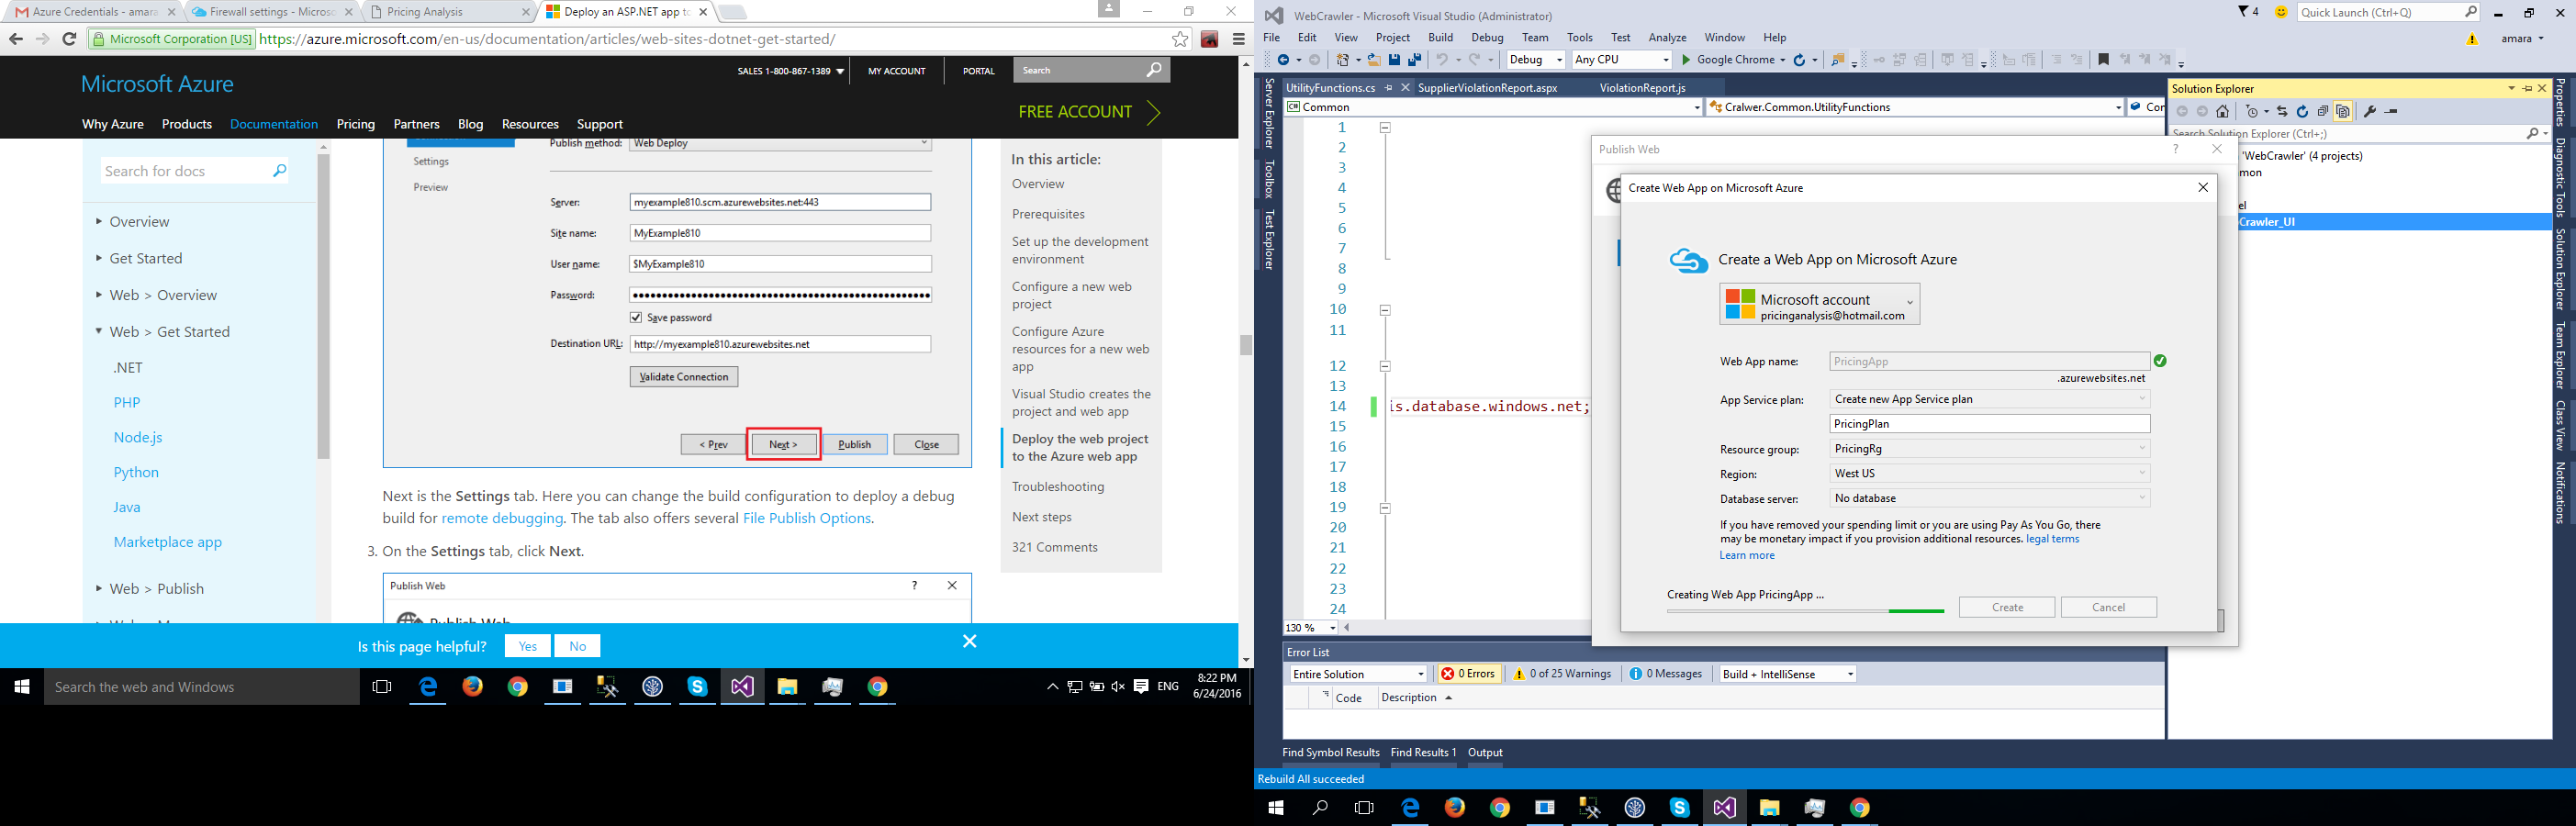 Azure Credentials - amara
Firewall settings - Microso
Pricing Analysis
Deploy an ASP.NET app to
Microsoft Corporation [US]
https://azure.microsoft.com/en-us/documentation/articles/web-sites-dotnet-get-started/
Microsoft Azure
SALES 1-800-867-1389
MY ACCOUNT
PORTAL
Search
FREE ACCOUNT
Why Azure
Products
Documentation
Pricing
Partners
Blog
Resources
Support
Search for docs
Overview
Get Started
Web > Overview
Web > Get Started
.NET
PHP
Node.js
Python
Java
Marketplace app
Web > Publish
Settings
Preview
Publish method:
Web Deploy
Server:
myexample810.scm.azurewebsites.net:443
Site name:
MyExample810
User name:
$MyExample810
Password:
Save password
Destination URL:
http://myexample810.azurewebsites.net
Validate Connection
< Prev
Next >
Publish
Close
Next is the Settings tab. Here you can change the build configuration to deploy a debug
build for remote debugging. The tab also offers several File Publish Options.
3. On the Settings tab, click Next.
Publish Web
?
Publish Web
In this article:
Overview
Prerequisites
Set up the development
environment
Configure a new web
project
Configure Azure
resources for a new web
app
Visual Studio creates the
project and web app
Deploy the web project
to the Azure web app
Troubleshooting
Next steps
321 Comments
Is this page helpful?
Yes
No
Search the web and Windows
ENG
8:22 PM
6/24/2016
WebCrawler - Microsoft Visual Studio (Administrator)
4
Quick Launch (Ctrl+Q)
File
Edit
View
Project
Build
Debug
Team
Tools
Test
Analyze
Window
Help
amara
Debug
Any CPU
Google Chrome
Server Explorer
Toolbox
Test Explorer
UtilityFunctions.cs
SupplierViolationReport.aspx
ViolationReport.js
Common
Cralwer.Common.UtilityFunctions
Con
1
2
3
4
5
6
7
8
9
10
11
12
13
14
is.database.windows.net;
15
16
17
18
19
20
21
22
23
24
130 %
Publish Web
?
Create Web App on Microsoft Azure
Create a Web App on Microsoft Azure
Microsoft account
pricinganalysis@hotmail.com
Web App name:
PricingApp
.azurewebsites.net
App Service plan:
Create new App Service plan
PricingPlan
Resource group:
PricingRg
Region:
West US
Database server:
No database
If you have removed your spending limit or you are using Pay As You Go, there
may be monetary impact if you provision additional resources. legal terms
Learn more
Creating Web App PricingApp ...
Create
Cancel
Solution Explorer
Search Solution Explorer (Ctrl+;)
'WebCrawler' (4 projects)
mon
el
Crawler_UI
Properties
Diagnostic Tools
Solution Explorer
Team Explorer
Class View
Notifications
Error List
Entire Solution
0 Errors
0 of 25 Warnings
0 Messages
Build + IntelliSense
Code
Description
Find Symbol Results
Find Results 1
Output
Rebuild All succeeded